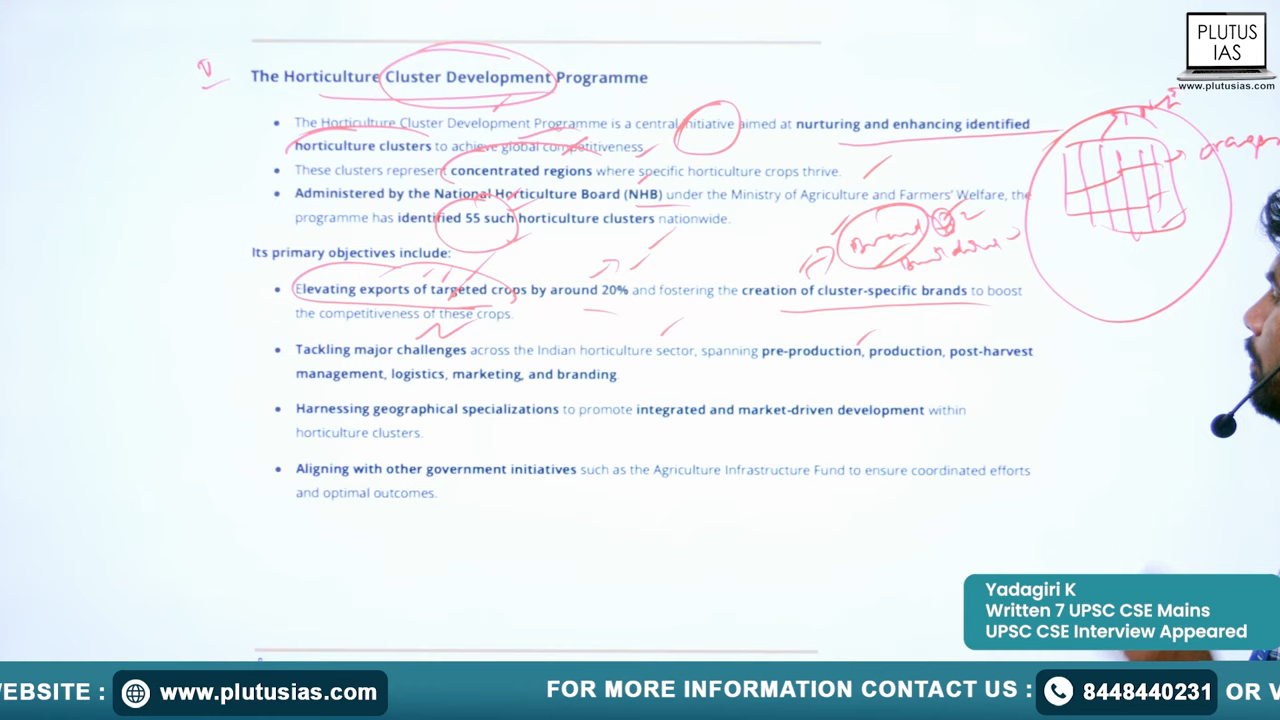 PLUTUS
IAS
www.plutusias.com
The Horticulture Cluster Development Programme
The Horticulture Cluster Development Programme is a central initiative aimed at nurturing and enhancing identified
horticulture clusters to achieve global competitiveness.
These clusters represent concentrated regions where specific horticulture crops thrive.
Administered by the National Horticulture Board (NHB) under the Ministry of Agriculture and Farmers' Welfare, the
programme has identified 55 such horticulture clusters nationwide.
Brand
Its primary objectives include:
Elevating exports of targeted crops by around 20% and fostering the creation of cluster-specific brands to boost
the competitiveness of these crops.
Tackling major challenges across the Indian horticulture sector, spanning pre-production, production, post-harvest
management, logistics, marketing, and branding.
Harnessing geographical specializations to promote integrated and market-driven development within
horticulture clusters.
Aligning with other government initiatives such as the Agriculture Infrastructure Fund to ensure coordinated efforts
and optimal outcomes.
Yadagiri K
Written 7 UPSC CSE Mains
UPSC CSE Interview Appeared
EBSITE : www.plutusias.com FOR MORE INFORMATION CONTACT US : 8448440231 OR V